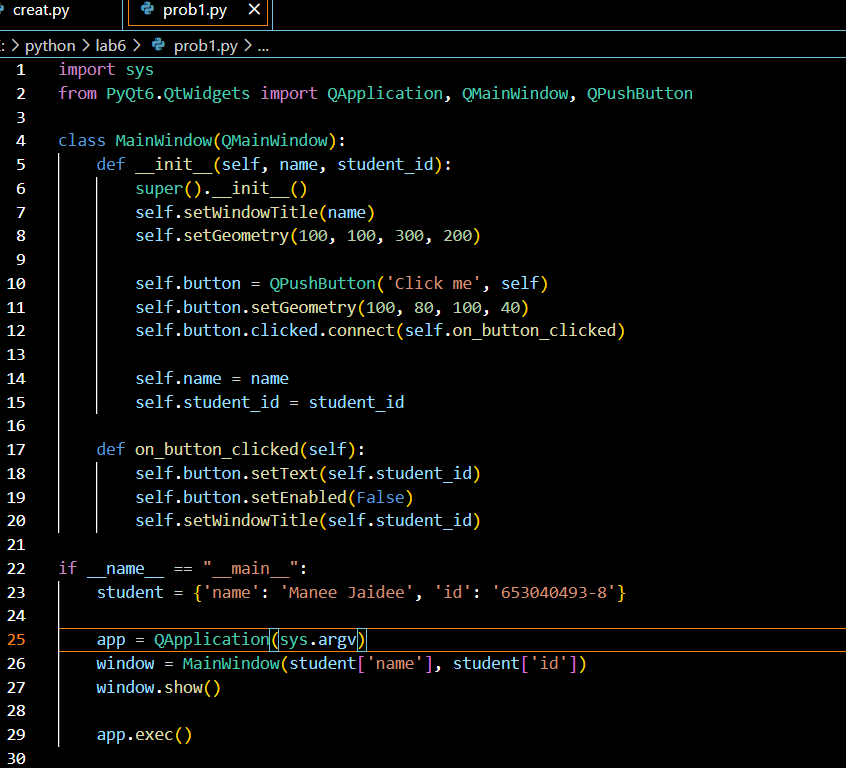 creat.py prob1.py
: > python > lab6 > prob1.py > ...
1 import sys
2 from PyQt6.QtWidgets import QApplication, QMainWindow, QPushButton
3
4 class MainWindow(QMainWindow):
5     def __init__(self, name, student_id):
6         super().__init__()
7         self.setWindowTitle(name)
8         self.setGeometry(100, 100, 300, 200)
9
10         self.button = QPushButton('Click me', self)
11         self.button.setGeometry(100, 80, 100, 40)
12         self.button.clicked.connect(self.on_button_clicked)
13
14         self.name = name
15         self.student_id = student_id
16
17     def on_button_clicked(self):
18         self.button.setText(self.student_id)
19         self.button.setEnabled(False)
20         self.setWindowTitle(self.student_id)
21
22 if __name__ == "__main__":
23     student = {'name': 'Manee Jaidee', 'id': '653040493-8'}
24
25     app = QApplication(sys.argv)
26     window = MainWindow(student['name'], student['id'])
27     window.show()
28
29     app.exec()
30